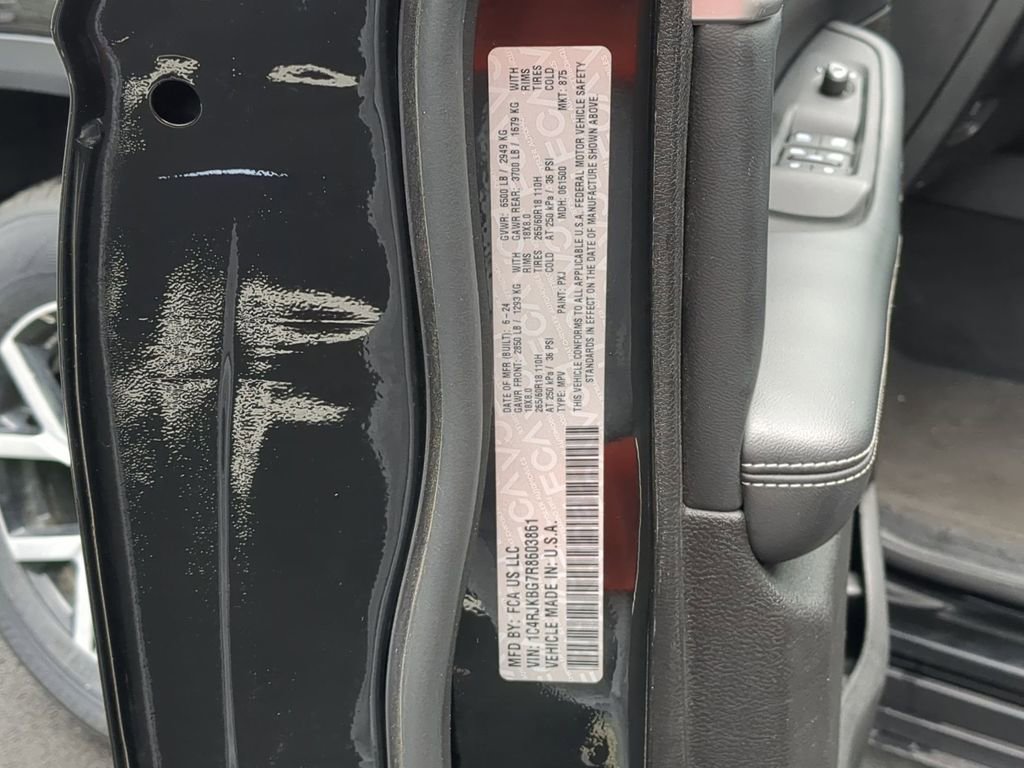 MFD BY: FCA US LLC
VIN: 1C4RJKBG7R8603861
VEHICLE MADE IN: U.S.A.
DATE OF MFR (BUILT): 6-24 GVWR: 6500 LB / 2949 KG
GAWR FRONT: 2850 LB / 1293 KG WITH GAWR REAR: 3700 LB / 1679 KG WITH
18X8.0 RIMS 18X8.0 RIMS
265/60R18 110H TIRES 265/60R18 110H TIRES
AT 250 kPa / 36 PSI COLD AT 250 kPa / 36 PSI COLD
TYPE: MPV PAINT: PXJ MDH: 061500 MKT: 875
THIS VEHICLE CONFORMS TO ALL APPLICABLE U.S.A. FEDERAL MOTOR VEHICLE SAFETY
STANDARDS IN EFFECT ON THE DATE OF MANUFACTURE SHOWN ABOVE.